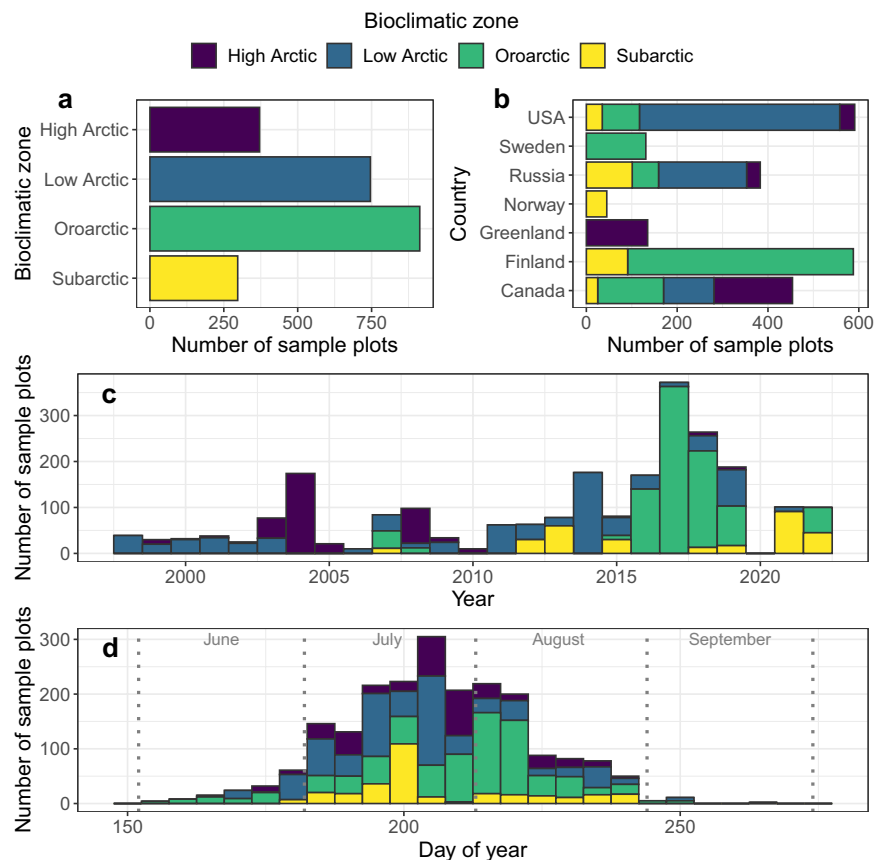 Bioclimatic zone
High Arctic Low Arctic Oroarctic Subarctic
a
Bioclimatic zone
High Arctic
Low Arctic
Oroarctic
Subarctic
0 250 500 750
Number of sample plots
b
Country
USA
Sweden
Russia
Norway
Greenland
Finland
Canada
0 200 400 600
Number of sample plots
c
Number of sample plots
300
200
100
0
2000 2005 2010 2015 2020
Year
d
June July August September
Number of sample plots
300
200
100
0
150 200 250
Day of year